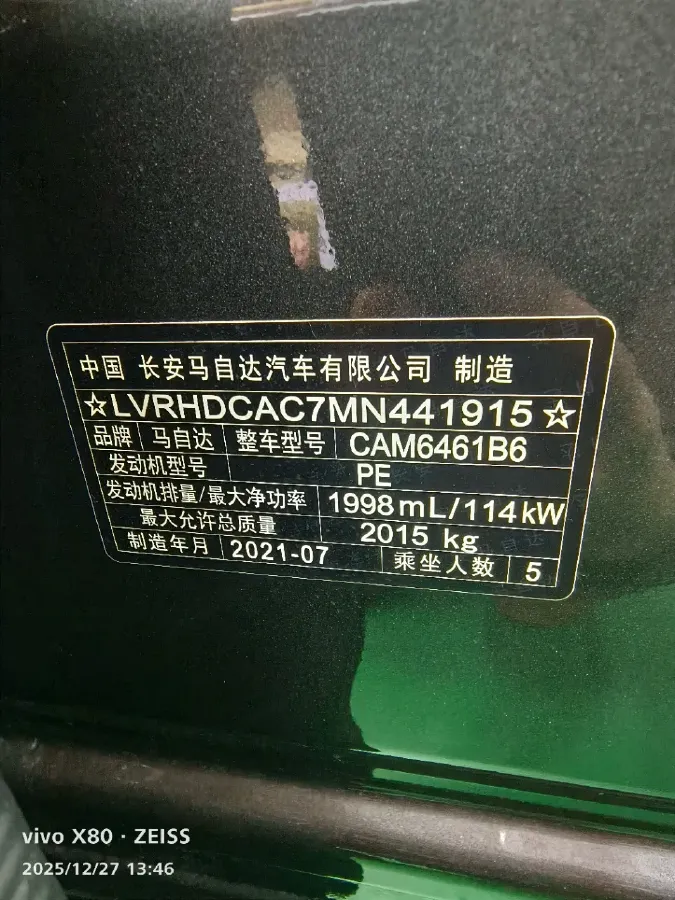 中国 长安马自达汽车有限公司 制造
☆LVRHDCAC7MN441915☆
品牌 马自达 整车型号 CAM6461B6
发动机型号 PE
发动机排量/最大净功率 1998mL/114kW
最大允许总质量 2015 kg
制造年月 2021-07 乘坐人数 5
vivo X80 · ZEISS
2025/12/27 13:46